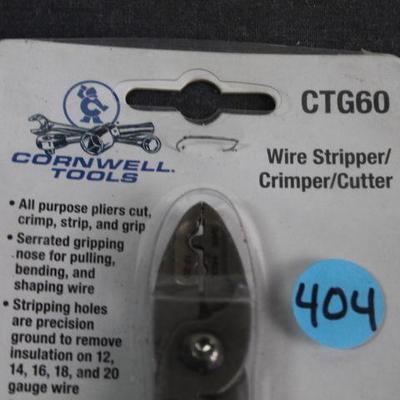 CTG60
CORNWELL.
TOOLS
Wire Stripper/
Crimper/Cutter
• All purpose pliers cut,
crimp, strip, and grip
• Serrated gripping
nose for pulling,
bending, and
shaping wire
• Stripping holes
are precision
ground to remove
insulation on 12,
14, 16, 18, and 20
gauge wire
404